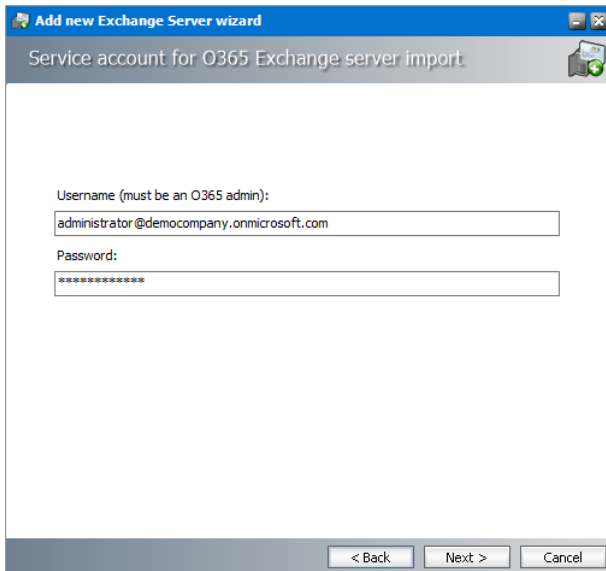 Add new Exchange Server wizard
Service account for O365 Exchange server import
Username (must be an O365 admin):
administrator@democompany.onmicrosoft.com
Password:
************
< Back Next > Cancel